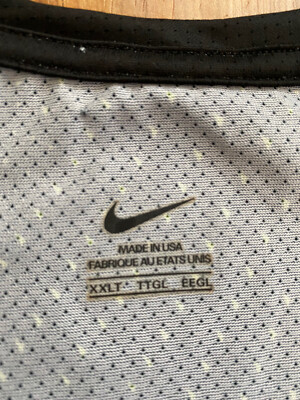 MADE IN USA
FABRIQUE AU ETATS UNIS
XXLT TTGL EEGL